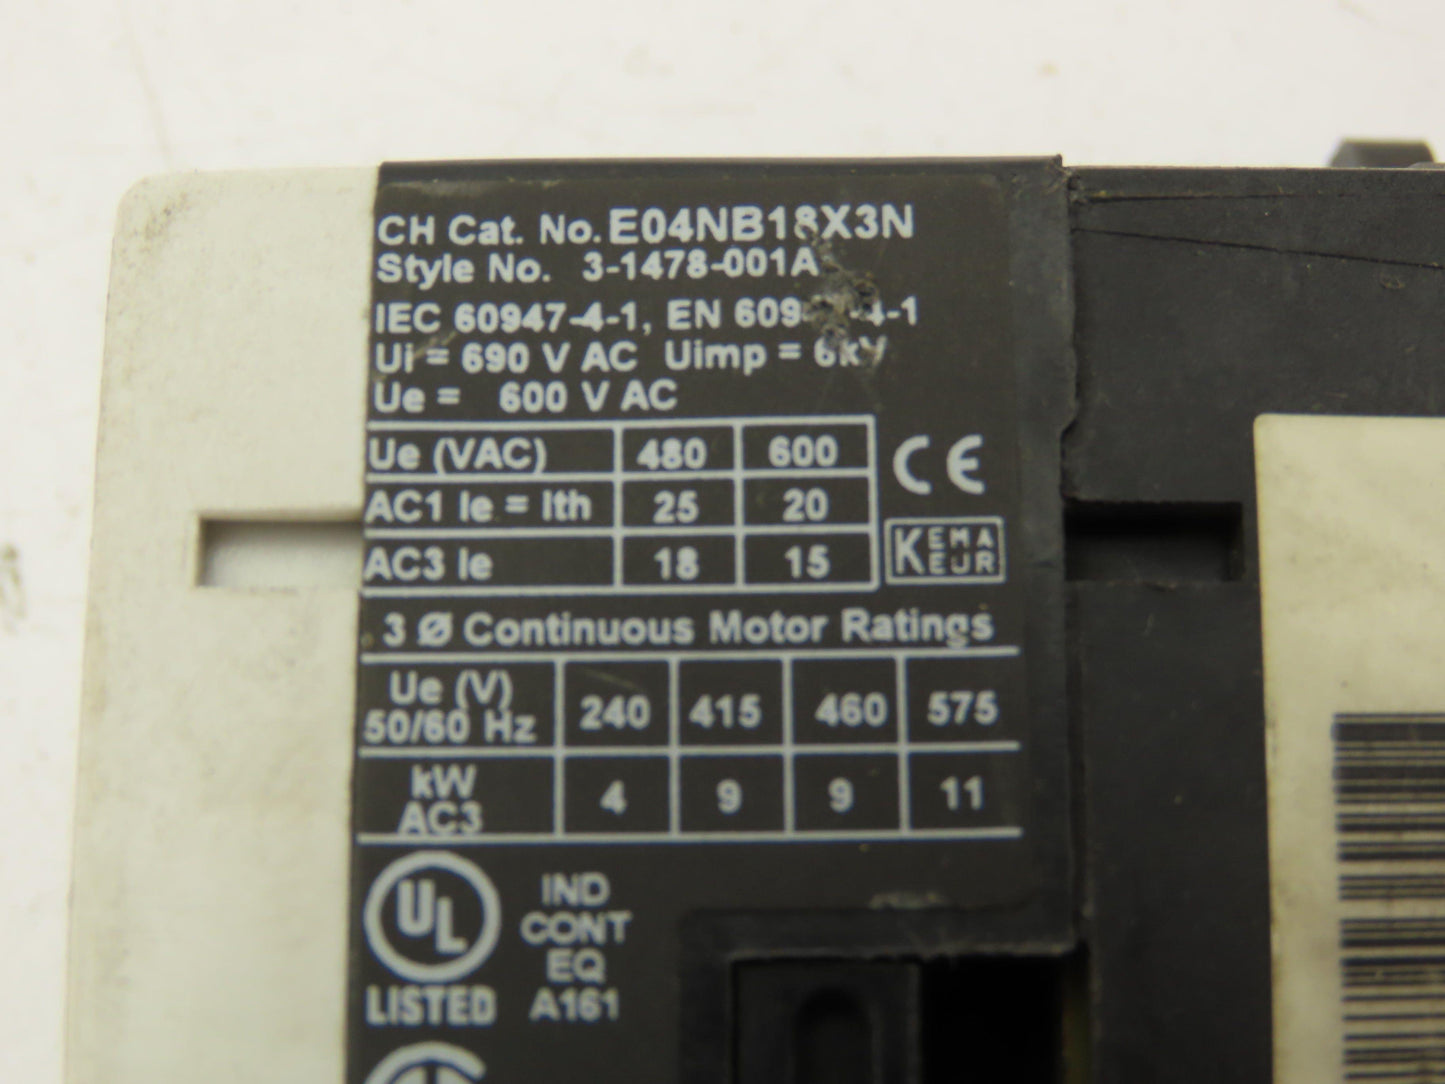 CH Cat. No. E04NB18X3N
Style No. 3-1478-001A
IEC 60947-4-1, EN 60947-4-1
Ui = 690 V AC Uimp = 6kV
Ue = 600 V AC
Ue (VAC) 480 600
AC1 Ie = Ith 25 20
AC3 Ie 18 15
CE
KEMA
KEUR
3 Ø Continuous Motor Ratings
Ue (V)
50/60 Hz 240 415 460 575
kW
AC3 4 9 9 11
UL
LISTED
IND
CONT
EQ
A161